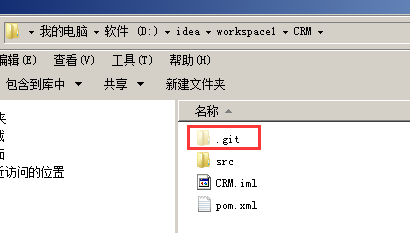 我的电脑 软件 (D:) idea workspace1 CRM
编辑(E) 查看(V) 工具(T) 帮助(H)
包含到库中 共享 新建文件夹
名称
夹
.git
面
src
近访问的位置
CRM.iml
pom.xml